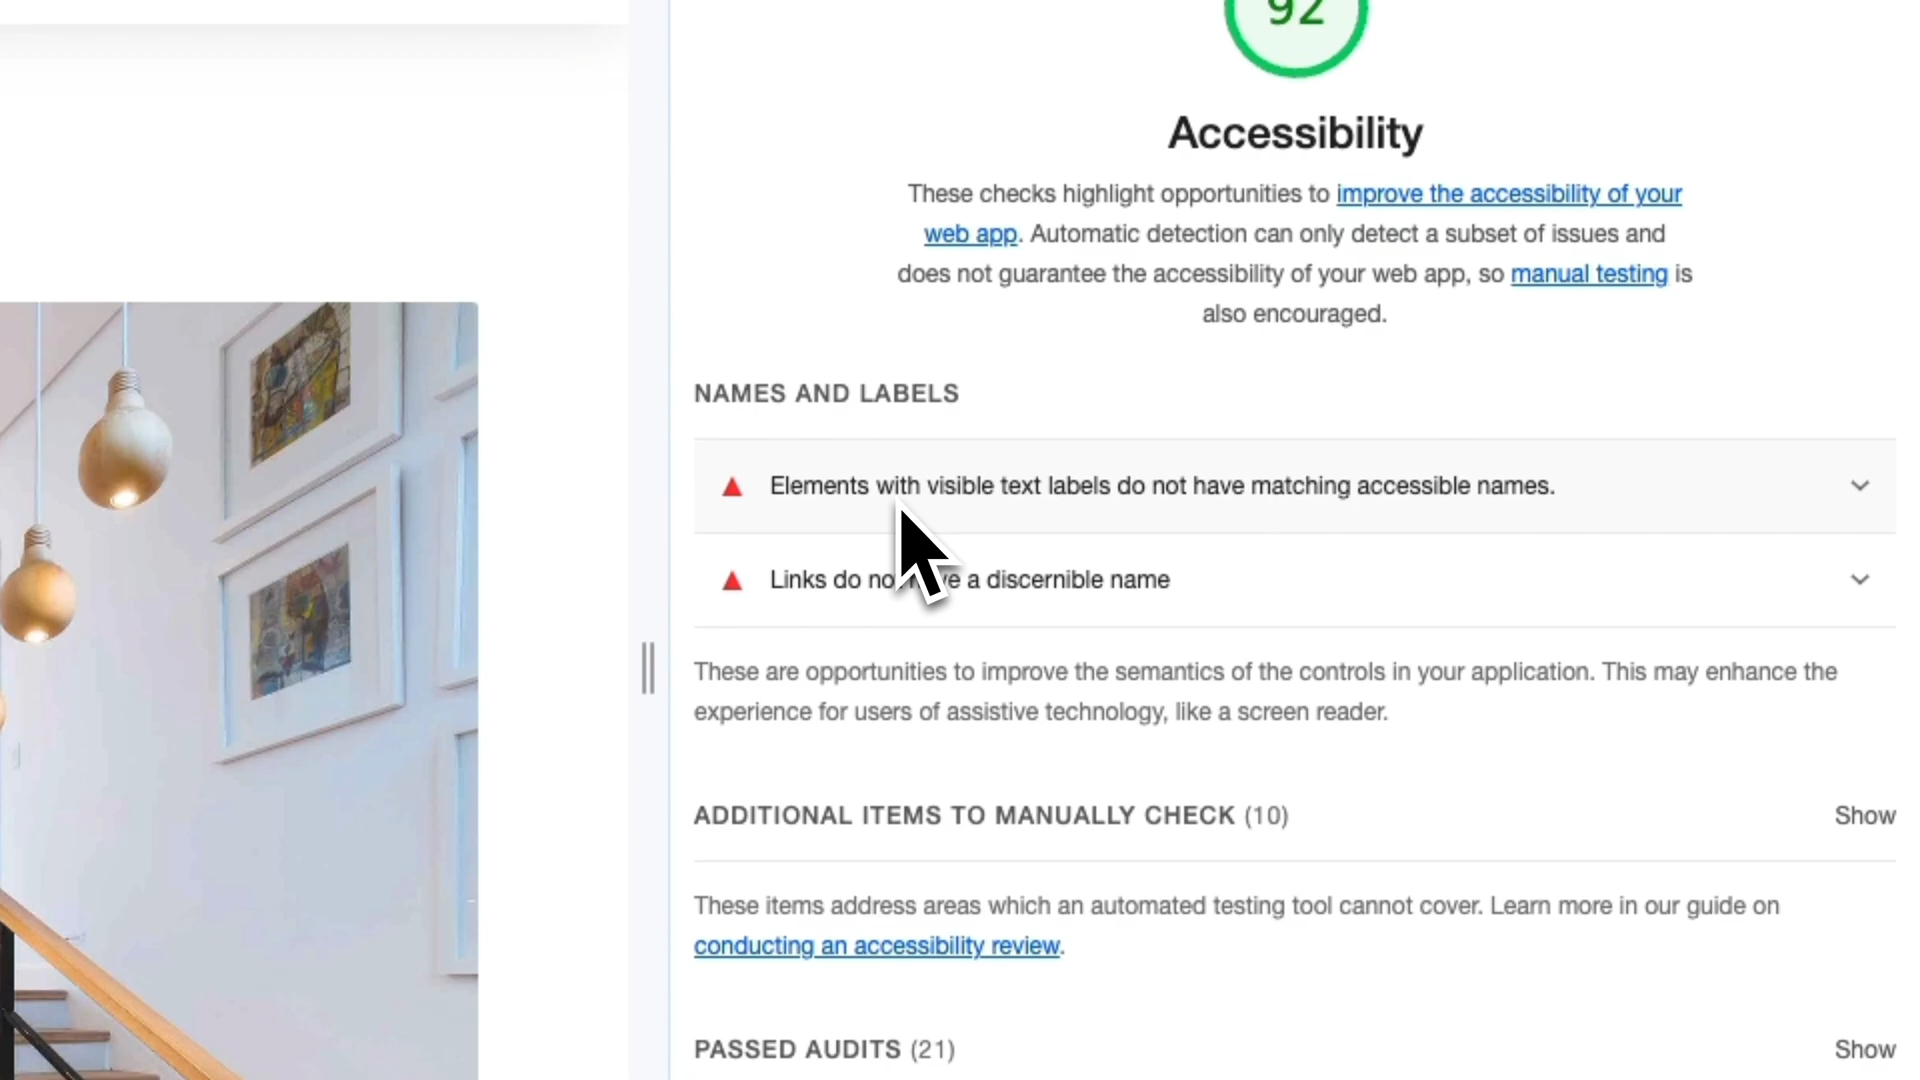 92
Accessibility
These checks highlight opportunities to improve the accessibility of your
web app. Automatic detection can only detect a subset of issues and
does not guarantee the accessibility of your web app, so manual testing is
also encouraged.
NAMES AND LABELS
Elements with visible text labels do not have matching accessible names.
Links do a discernible name
These are opportunities to improve the semantics of the controls in your application. This may enhance the
experience for users of assistive technology, like a screen reader.
ADDITIONAL ITEMS TO MANUALLY CHECK (10)
Show
These items address areas which an automated testing tool cannot cover. Learn more in our guide on
conducting an accessibility review.
PASSED AUDITS (21)
Show